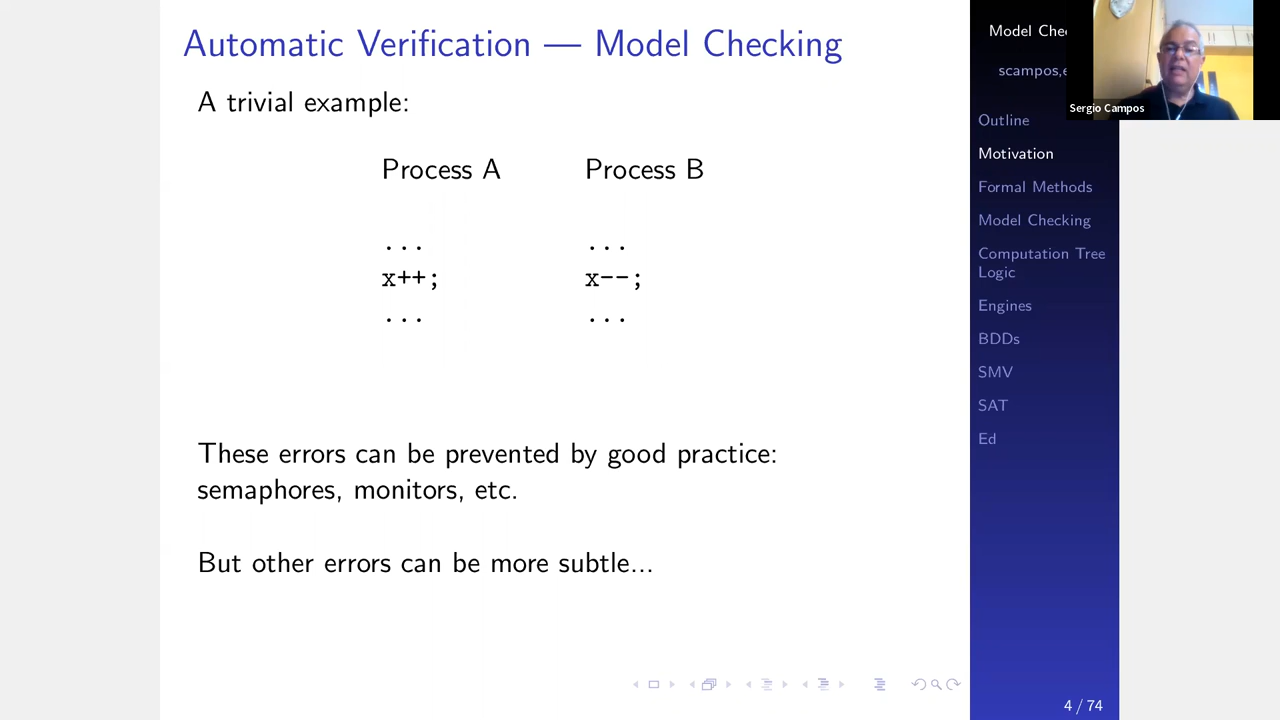 Automatic Verification — Model Checking
A trivial example:
Process A Process B
... ...
x++; x--;
... ...
These errors can be prevented by good practice:
semaphores, monitors, etc.
But other errors can be more subtle...
Model
scampos,e
Sergio Campos
Outline
Motivation
Formal Methods
Model Checking
Computation Tree
Logic
Engines
BDDs
SMV
SAT
Ed
4 / 74